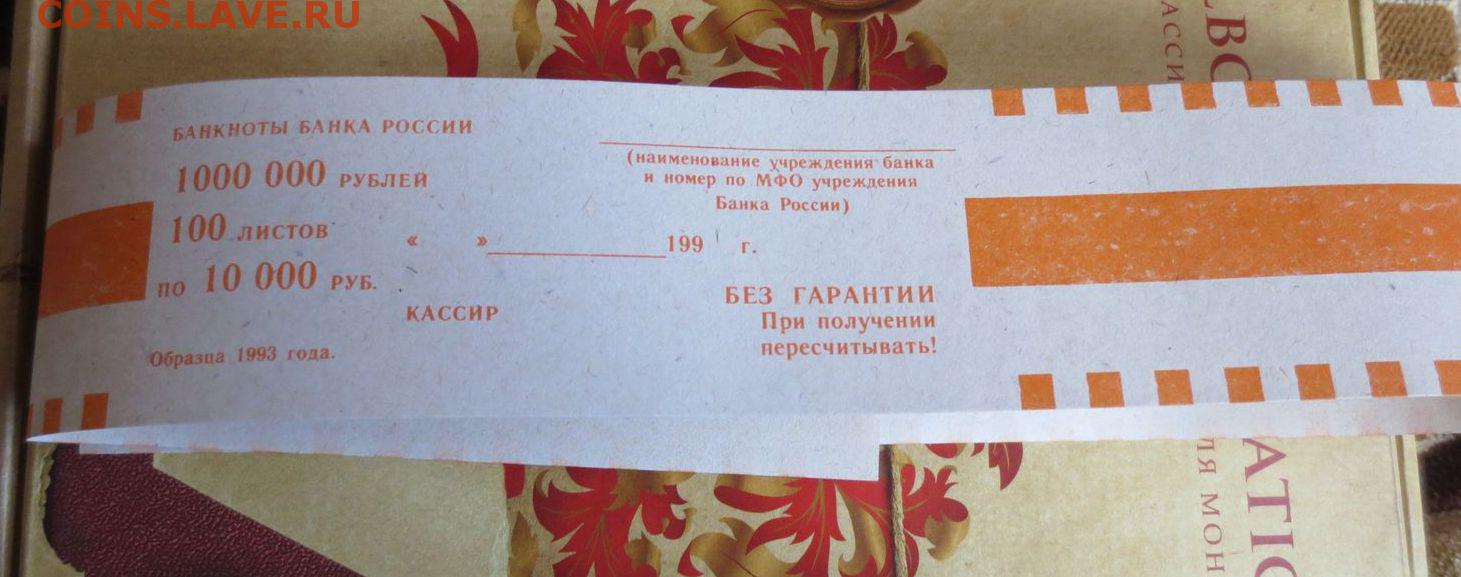 COINS.LAVE.RU
БАНКНОТЫ БАНКА РОССИИ
1000 000 РУБЛЕЙ
100 ЛИСТОВ
по 10 000 РУБ.
Образца 1993 года.
(наименование учреждения банка
и номер по МФО учреждения
Банка России)
« » 199 г.
КАССИР
БЕЗ ГАРАНТИИ
При получении
пересчитывать!